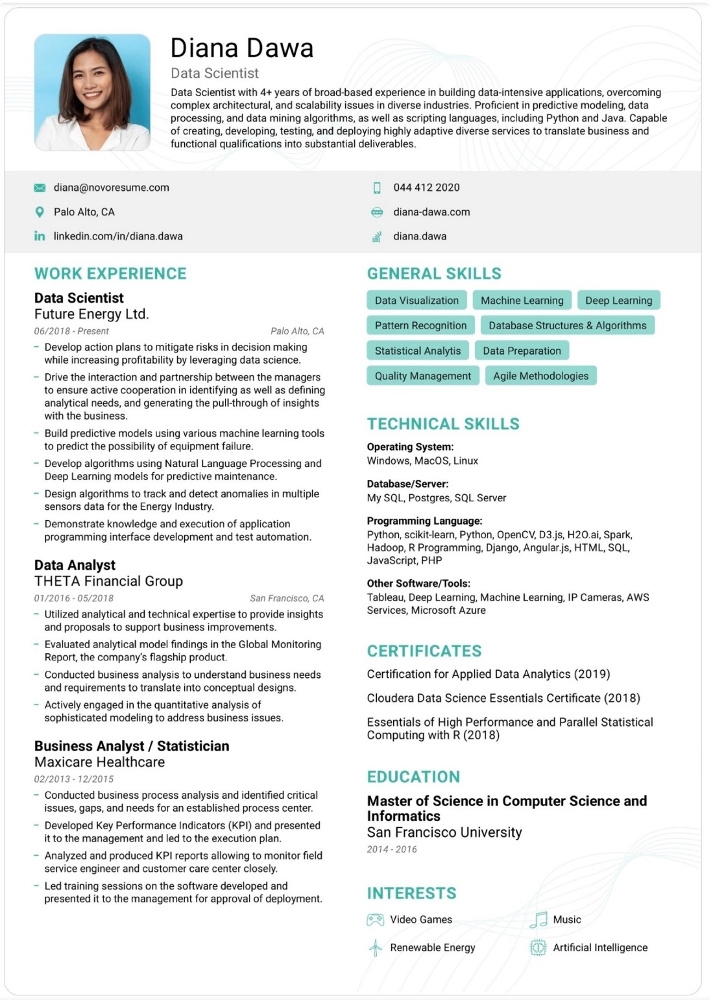 Diana Dawa
Data Scientist
Data Scientist with 4+ years of broad-based experience in building data-intensive applications, overcoming
complex architectural, and scalability issues in diverse industries. Proficient in predictive modeling, data
processing, and data mining algorithms, as well as scripting languages, including Python and Java. Capable
of creating, developing, testing, and deploying highly adaptive diverse services to translate business and
functional qualifications into substantial deliverables.
diana@novoresume.com
044 412 2020
Palo Alto, CA
diana-dawa.com
linkedin.com/in/diana.dawa
diana.dawa
WORK EXPERIENCE
Data Scientist
Future Energy Ltd.
06/2018 - Present
Palo Alto, CA
– Develop action plans to mitigate risks in decision making
while increasing profitability by leveraging data science.
– Drive the interaction and partnership between the managers
to ensure active cooperation in identifying as well as defining
analytical needs, and generating the pull-through of insights
with the business.
– Build predictive models using various machine learning tools
to predict the possibility of equipment failure.
– Develop algorithms using Natural Language Processing and
Deep Learning models for predictive maintenance.
– Design algorithms to track and detect anomalies in multiple
sensors data for the Energy Industry.
– Demonstrate knowledge and execution of application
programming interface development and test automation.
Data Analyst
THETA Financial Group
01/2016 - 05/2018
San Francisco, CA
– Utilized analytical and technical expertise to provide insights
and proposals to support business improvements.
– Evaluated analytical model findings in the Global Monitoring
Report, the company's flagship product.
– Conducted business analysis to understand business needs
and requirements to translate into conceptual designs.
– Actively engaged in the quantitative analysis of
sophisticated modeling to address business issues.
Business Analyst / Statistician
Maxicare Healthcare
02/2013 - 12/2015
– Conducted business process analysis and identified critical
issues, gaps, and needs for an established process center.
– Developed Key Performance Indicators (KPI) and presented
it to the management and led to the execution plan.
– Analyzed and produced KPI reports allowing to monitor field
service engineer and customer care center closely.
– Led training sessions on the software developed and
presented it to the management for approval of deployment.
GENERAL SKILLS
Data Visualization
Machine Learning
Deep Learning
Pattern Recognition
Database Structures & Algorithms
Statistical Analytis
Data Preparation
Quality Management
Agile Methodologies
TECHNICAL SKILLS
Operating System:
Windows, MacOS, Linux
Database/Server:
My SQL, Postgres, SQL Server
Programming Language:
Python, scikit-learn, Python, OpenCV, D3.js, H2O.ai, Spark,
Hadoop, R Programming, Django, Angular.js, HTML, SQL,
JavaScript, PHP
Other Software/Tools:
Tableau, Deep Learning, Machine Learning, IP Cameras, AWS
Services, Microsoft Azure
CERTIFICATES
Certification for Applied Data Analytics (2019)
Cloudera Data Science Essentials Certificate (2018)
Essentials of High Performance and Parallel Statistical
Computing with R (2018)
EDUCATION
Master of Science in Computer Science and
Informatics
San Francisco University
2014 - 2016
INTERESTS
Video Games
Music
Renewable Energy
Artificial Intelligence